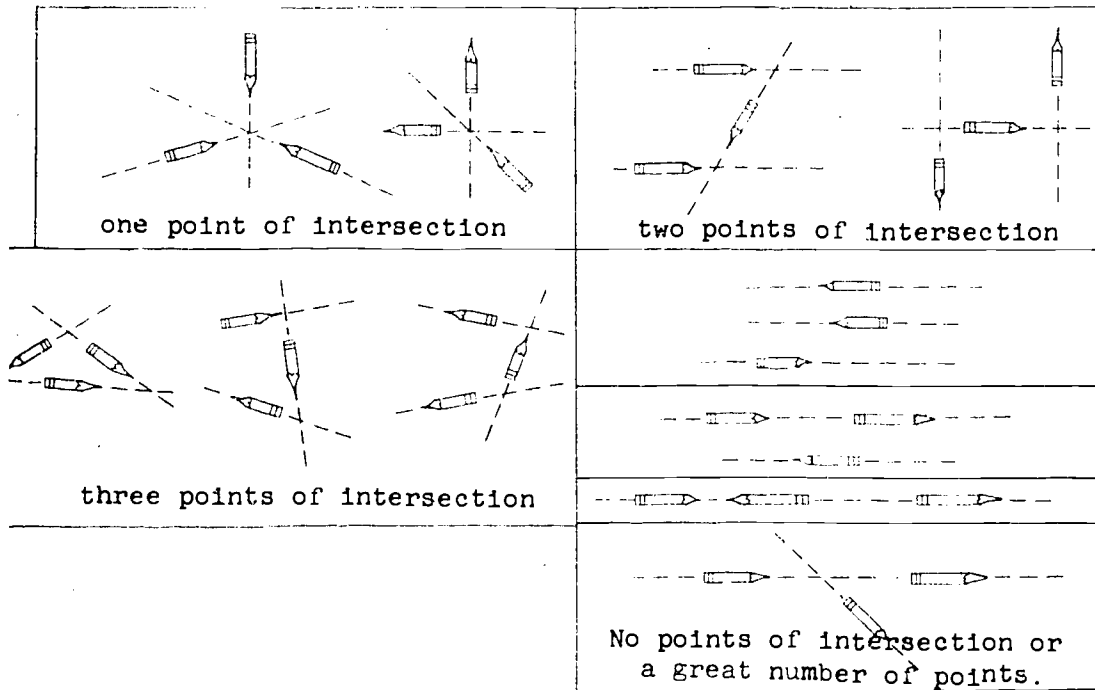 one point of intersection
two points of intersection
three points of intersection
No points of intersection or
a great number of points.